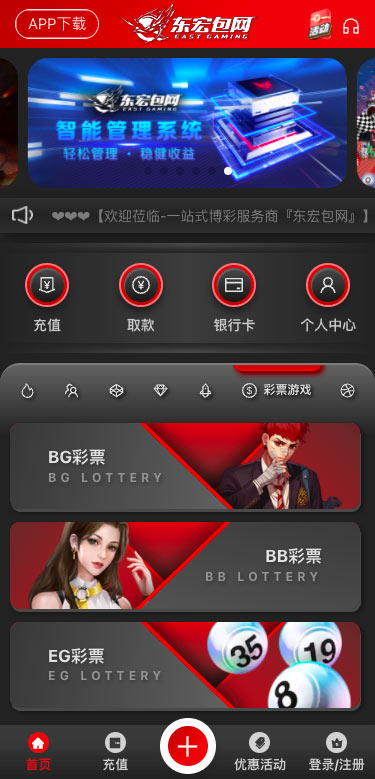 APP下载
东宏包网
EAST GAMING
活动
东宏包网
智能管理系统
轻松管理・稳健收益
❤❤❤【欢迎莅临-一站式博彩服务商『东宏包网』】
充值
取款
银行卡
个人中心
彩票游戏
BG彩票
BG LOTTERY
BB彩票
BB LOTTERY
EG彩票
EG LOTTERY
35
19
8
首页
充值
优惠活动
登录/注册